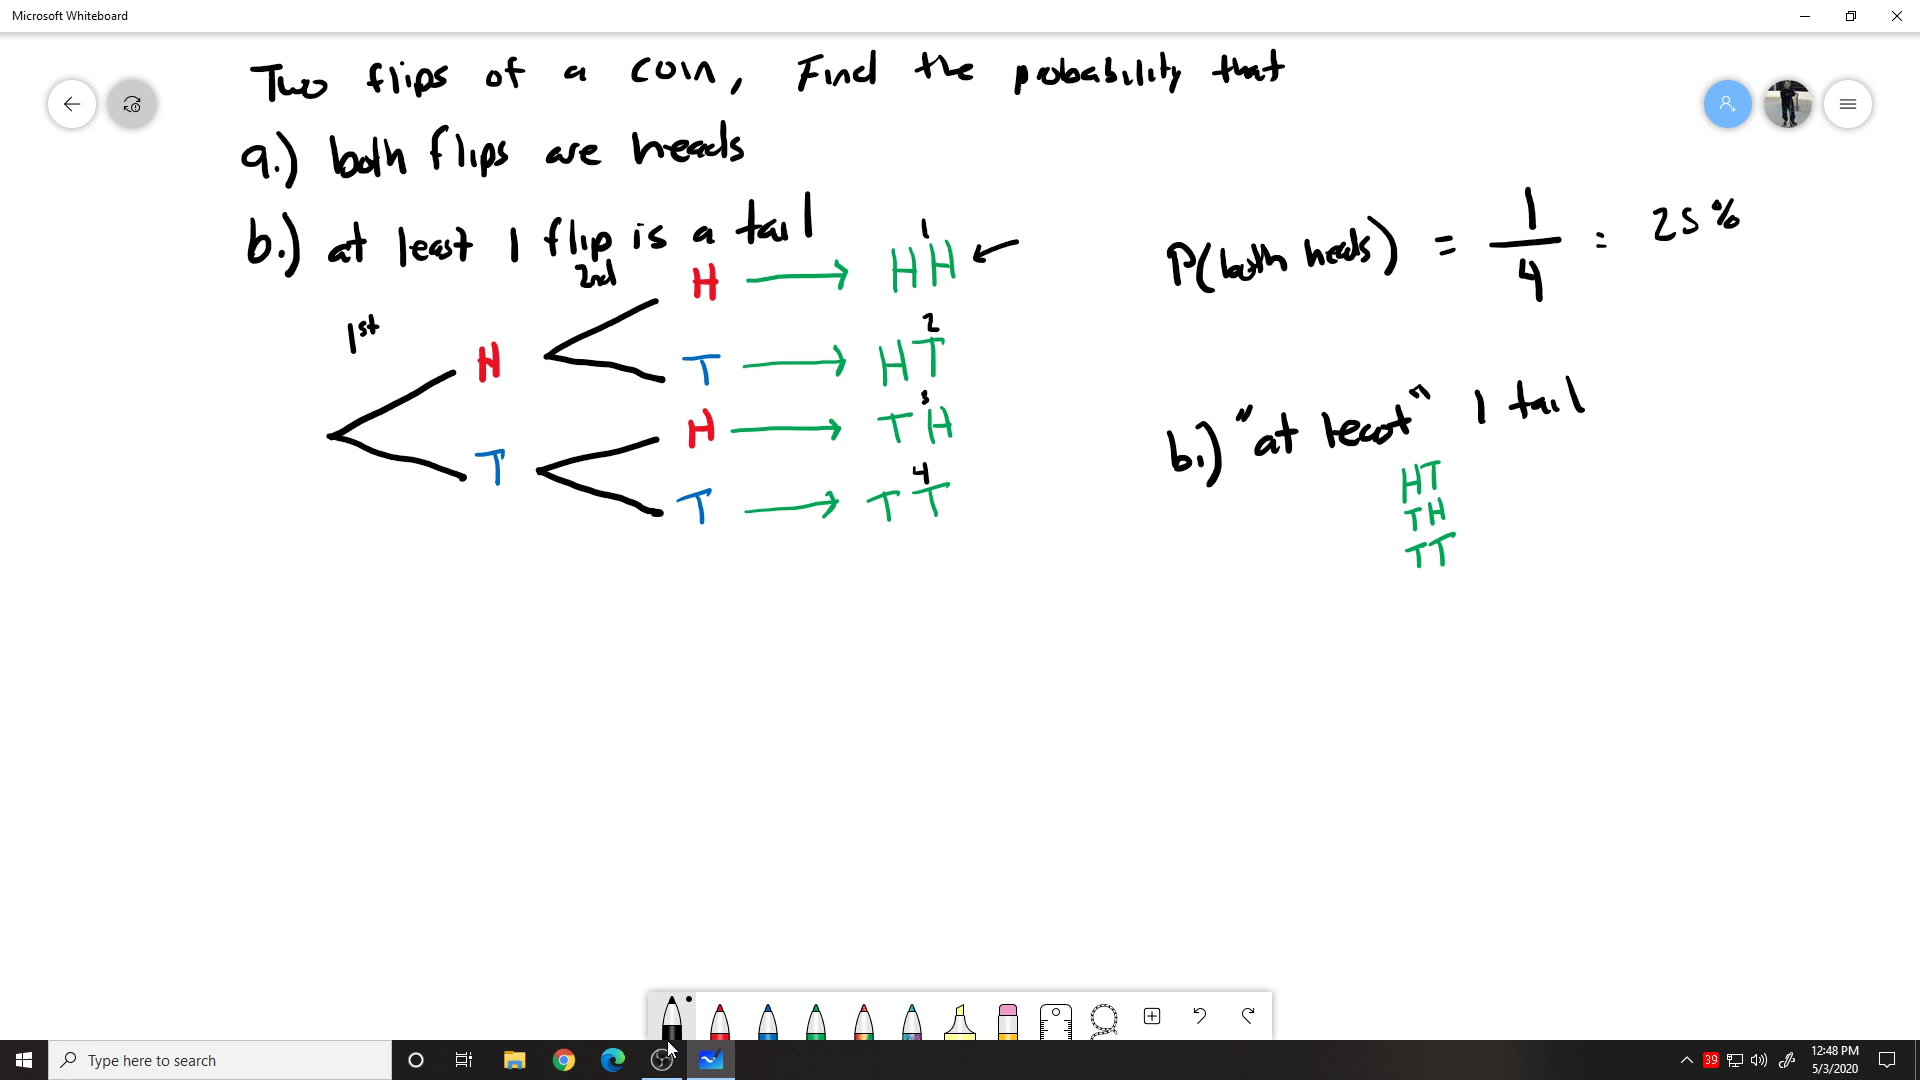 Microsoft Whiteboard
Two flips of a coin, Find the probability that
a.) both flips are heads
b.) at least 1 flip is a tail
1st
2nd
H
T
H
T
H
T
1
HH
2
HT
3
TH
4
TT
P(both heads) = 1/4 = 25%
b.) "at least" 1 tail
HT
TH
TT
Type here to search
39
12:48 PM
5/3/2020